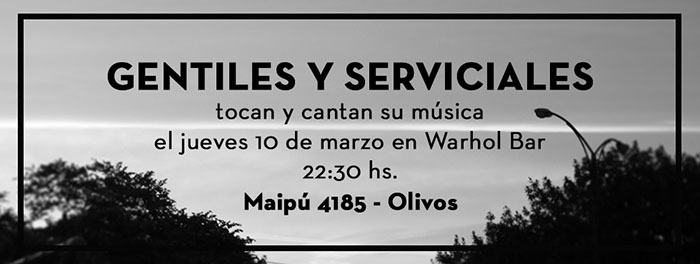 GENTILES Y SERVICIALES
tocan y cantan su música
el jueves 10 de marzo en Warhol Bar
22:30 hs.
Maipú 4185 - Olivos